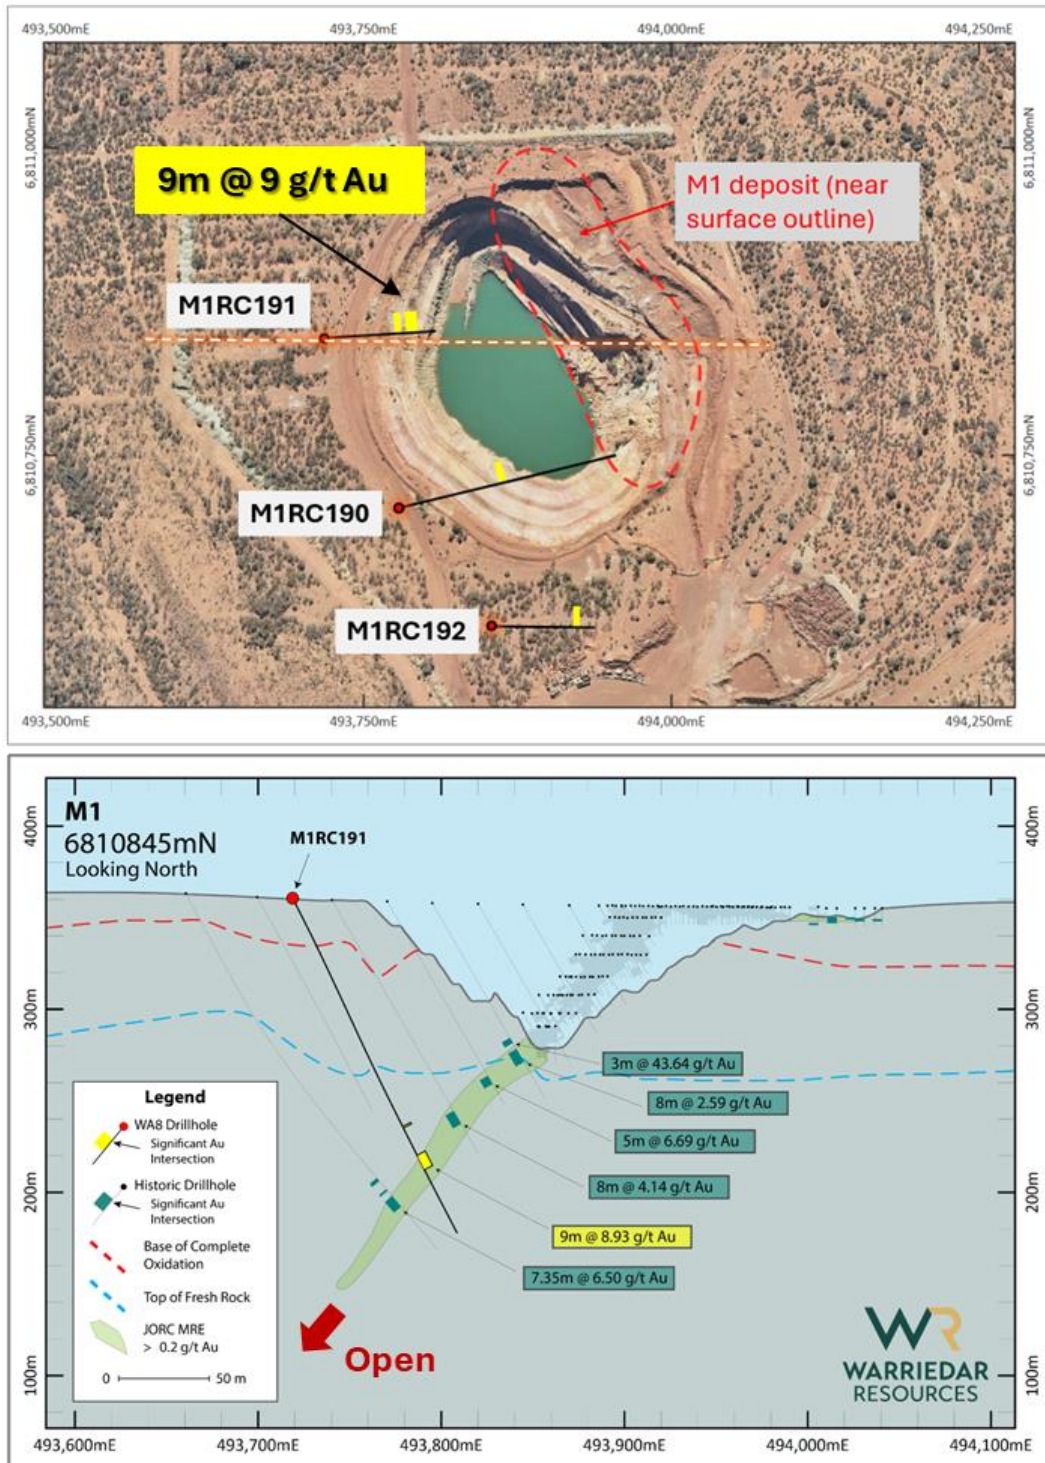 493,500mE 493,750mE 494,000mE 494,250mE
6,811,000mN
6,811,000mN
9m @ 9 g/t Au
M1 deposit (near
surface outline)
M1RC191
6,810,750mN
6,810,750mN
M1RC190
M1RC192
493,500mE 493,750mE 494,000mE 494,250mE
M1
6810845mN
Looking North
M1RC191
400m
400m
300m
300m
200m
200m
100m
100m
3m @ 43.64 g/t Au
8m @ 2.59 g/t Au
5m @ 6.69 g/t Au
8m @ 4.14 g/t Au
9m @ 8.93 g/t Au
7.35m @ 6.50 g/t Au
Legend
WA8 Drillhole
Significant Au
Intersection
Historic Drillhole
Significant Au
Intersection
Base of Complete
Oxidation
Top of Fresh Rock
JORC MRE
> 0.2 g/t Au
0 50 m
Open
WR
WARRIEDAR
RESOURCES
493,600mE 493,700mE 493,800mE 493,900mE 494,000mE 494,100mE